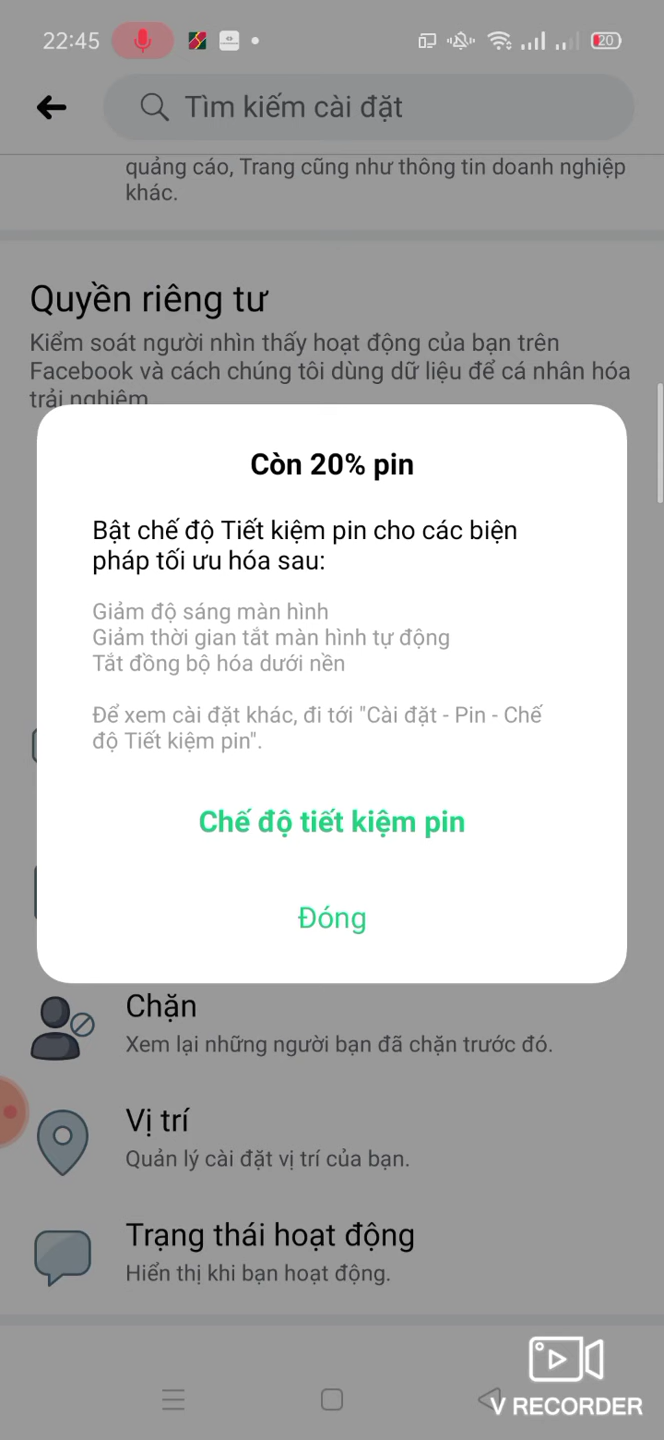 22:45
20
Tìm kiếm cài đặt
quảng cáo, Trang cũng như thông tin doanh nghiệp
khác.
Quyền riêng tư
Kiểm soát người nhìn thấy hoạt động của bạn trên
Facebook và cách chúng tôi dùng dữ liệu để cá nhân hóa
trải nghiệm
Còn 20% pin
Bật chế độ Tiết kiệm pin cho các biện
pháp tối ưu hóa sau:
Giảm độ sáng màn hình
Giảm thời gian tắt màn hình tự động
Tắt đồng bộ hóa dưới nền
Để xem cài đặt khác, đi tới "Cài đặt - Pin - Chế
độ Tiết kiệm pin".
Chế độ tiết kiệm pin
Đóng
Chặn
Xem lại những người bạn đã chặn trước đó.
Vị trí
Quản lý cài đặt vị trí của bạn.
Trạng thái hoạt động
Hiển thị khi bạn hoạt động.
V RECORDER